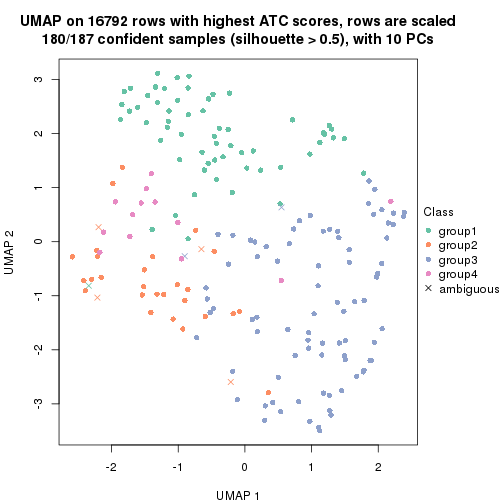 UMAP on 16792 rows with highest ATC scores, rows are scaled
180/187 confident samples (silhouette > 0.5), with 10 PCs
3
2
1
0
-1
-2
-3
UMAP 2
-2
-1
0
1
2
UMAP 1
Class
group1
group2
group3
group4
ambiguous